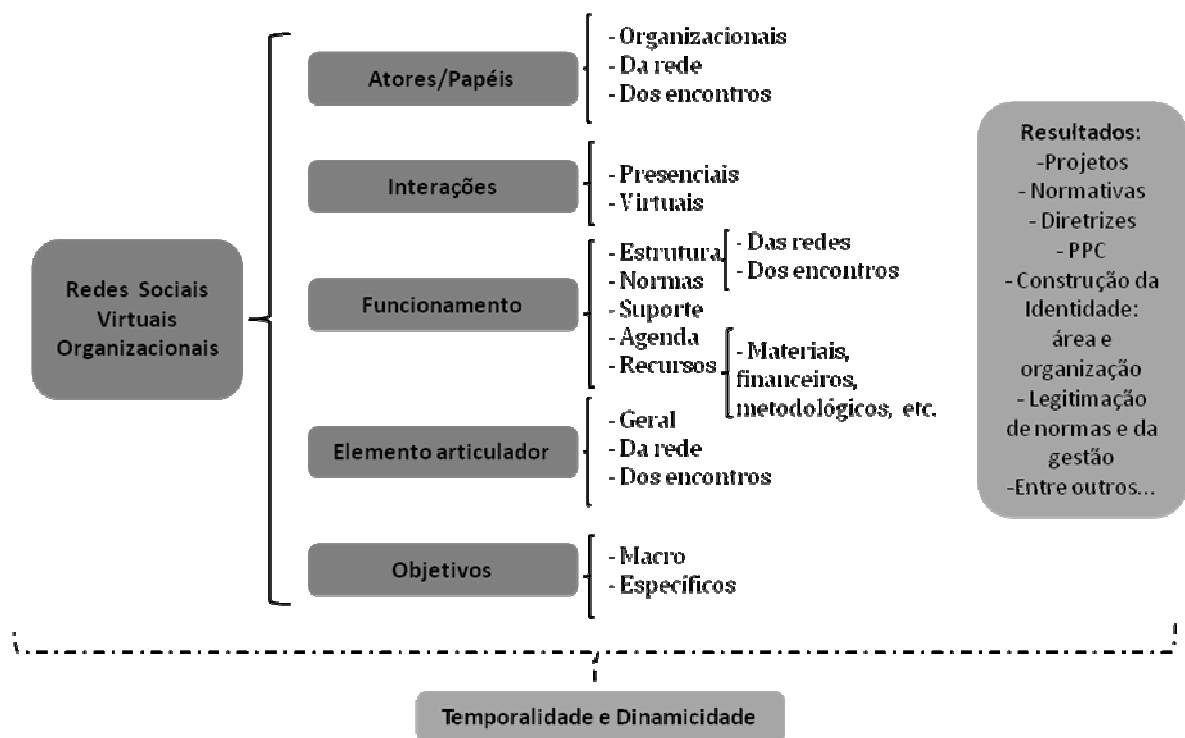 Redes Sociais
Virtuais
Organizacionais
Atores/Papéis
- Organizacionais
- Da rede
- Dos encontros
Interações
- Presenciais
- Virtuais
Funcionamento
- Estrutura
- Das redes
- Dos encontros
- Normas
- Suporte
- Agenda
- Recursos
- Materiais,
financeiros,
metodológicos, etc.
Elemento articulador
- Geral
- Da rede
- Dos encontros
Objetivos
- Macro
- Específicos
Resultados:
-Projetos
- Normativas
- Diretrizes
- PPC
- Construção da
Identidade:
área e
organização
- Legitimação
de normas e da
gestão
-Entre outros...
Temporalidade e Dinamicidade